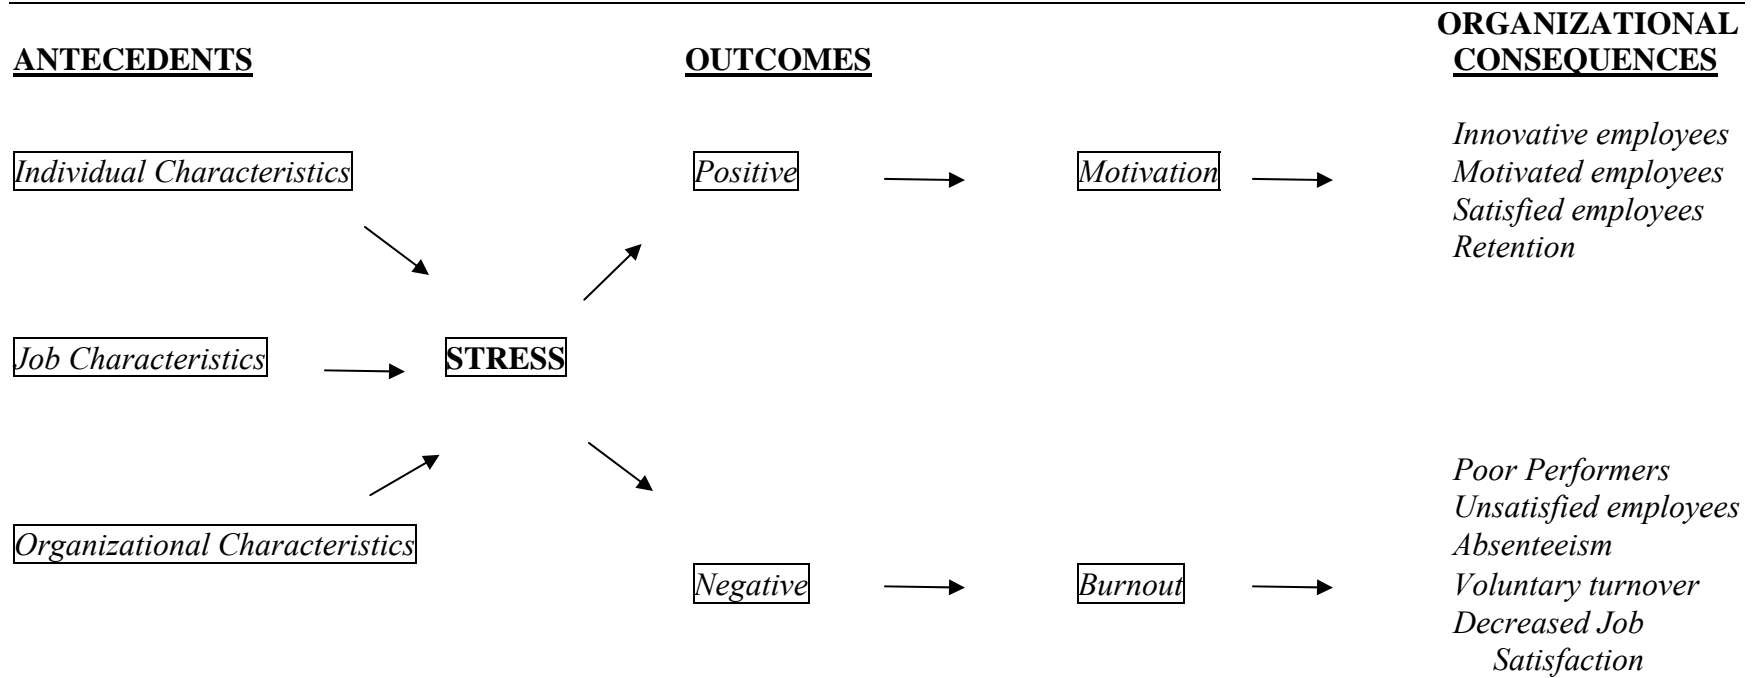 ORGANIZATIONAL
ANTECEDENTS OUTCOMES CONSEQUENCES
Innovative employees
Individual Characteristics Positive Motivation Motivated employees
Satisfied employees
Retention
Job Characteristics STRESS
Poor Performers
Unsatisfied employees
Organizational Characteristics Absenteeism
Negative Burnout Voluntary turnover
Decreased Job
Satisfaction